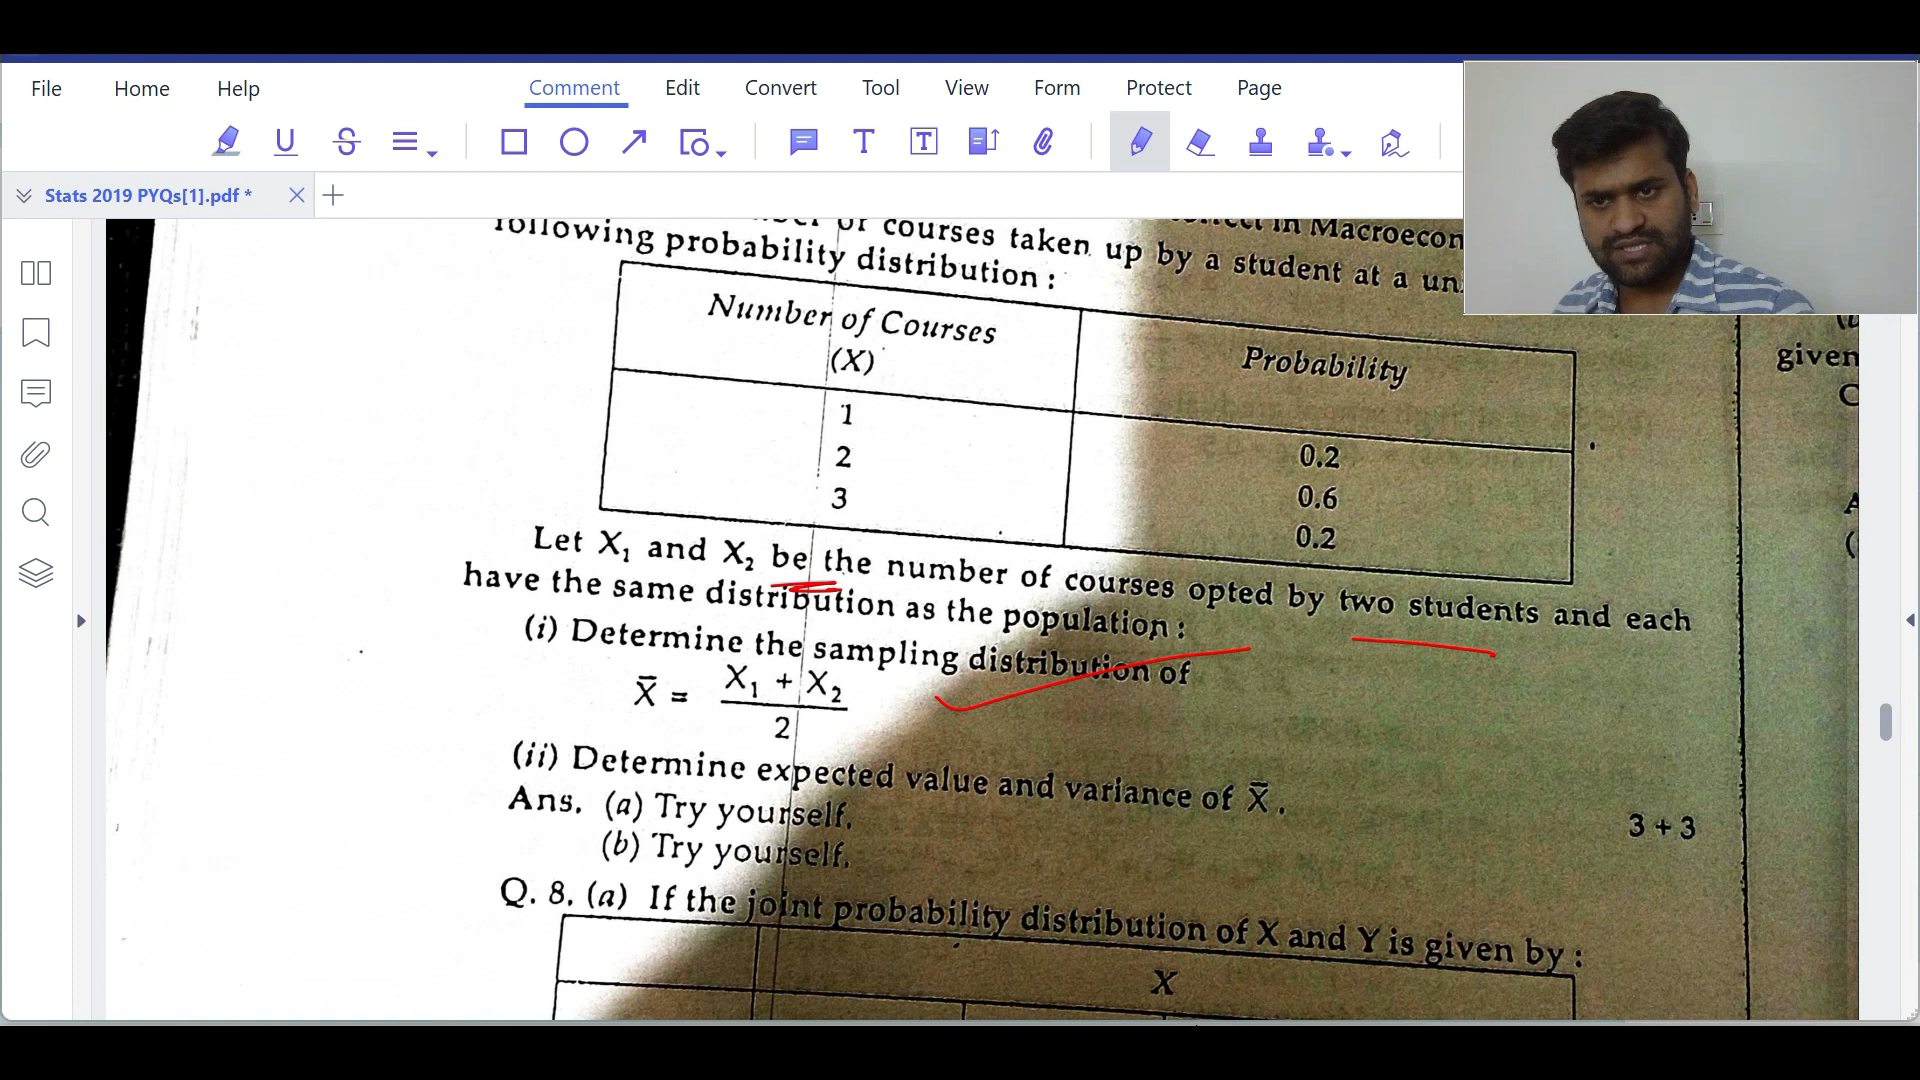 File Home Help Comment Edit Convert Tool View Form Protect Page
Stats 2019 PYQs[1].pdf *
of courses taken up by a student at a
in Macroecon
following probability distribution :
Number of Courses (X) Probability
1 0.2
2 0.6
3 0.2
Let X₁ and X₂ be the number of courses opted by two students and each
have the same distribution as the population :
(i) Determine the sampling distribution of
X̄ = X₁ + X₂ / 2
(ii) Determine expected value and variance of X̄ .
3 + 3
Ans. (a) Try yourself.
(b) Try yourself.
Q. 8. (a) If the joint probability distribution of X and Y is given by :
X
given